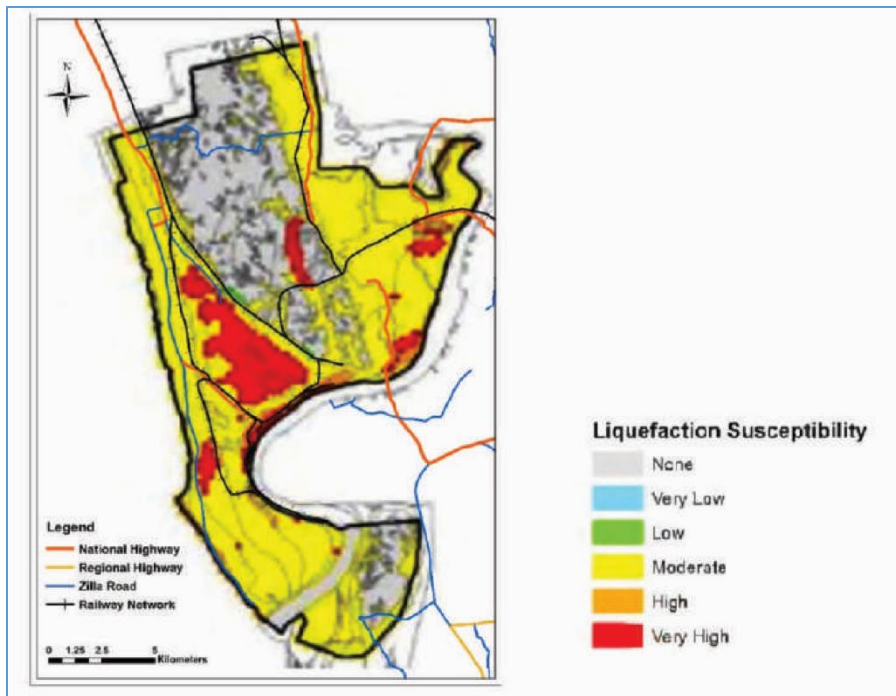 N
Legend
National Highway
Regional Highway
Zilla Road
Railway Network
0 1.25 2.5 5
Kilometers
Liquefaction Susceptibility
None
Very Low
Low
Moderate
High
Very High